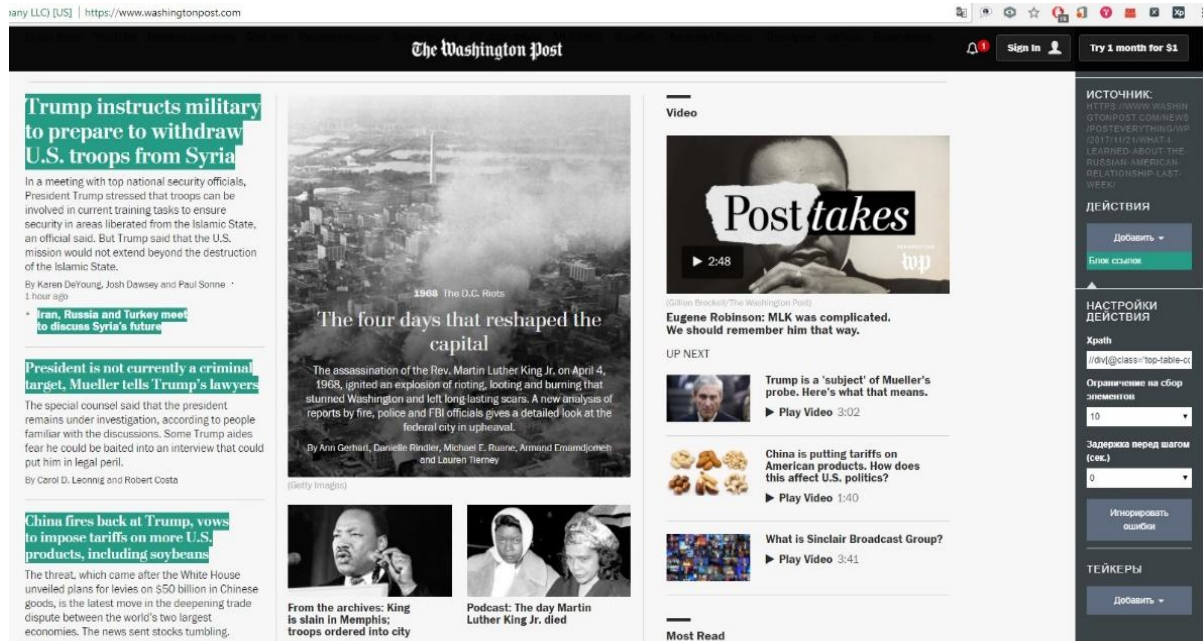 any LLC) [US] | https://www.washingtonpost.com
The Washington Post
1
Sign In
Try 1 month for $1
Trump instructs military
to prepare to withdraw
U.S. troops from Syria
In a meeting with top national security officials,
President Trump stressed that troops can be
involved in current training tasks to ensure
security in areas liberated from the Islamic State,
an official said. But Trump said that the U.S.
mission would not extend beyond the destruction
of the Islamic State.
By Karen DeYoung, Josh Dawsey and Paul Sonne •
1 hour ago
• Iran, Russia and Turkey meet
to discuss Syria's future
President is not currently a criminal
target, Mueller tells Trump's lawyers
The special counsel said that the president
remains under investigation, according to people
familiar with the discussions. Some Trump aides
fear he could be baited into an interview that could
put him in legal peril.
By Carol D. Leonnig and Robert Costa
China fires back at Trump, vows
to impose tariffs on more U.S.
products, including soybeans
The threat, which came after the White House
unveiled plans for levies on $50 billion in Chinese
goods, is the latest move in the deepening trade
dispute between the world's two largest
economies. The news sent stocks tumbling.
1968 The D.C. Riots
The four days that reshaped the
capital
The assassination of the Rev. Martin Luther King Jr. on April 4,
1968, ignited an explosion of rioting, looting and burning that
stunned Washington and left long-lasting scars. A new analysis of
reports by fire, police and FBI officials gives a detailed look at the
federal city in upheaval.
By Ann Gerhart, Danielle Rindler, Michael E. Ruane, Armand Emamdjomeh
and Lauren Tierney
(Getty Images)
From the archives: King
is slain in Memphis;
troops ordered into city
Podcast: The day Martin
Luther King Jr. died
Video
Post takes
wp
2:48
(Gillian Brockell/The Washington Post)
Eugene Robinson: MLK was complicated.
We should remember him that way.
UP NEXT
Trump is a 'subject' of Mueller's
probe. Here's what that means.
Play Video 3:02
China is putting tariffs on
American products. How does
this affect U.S. politics?
Play Video 1:40
What is Sinclair Broadcast Group?
Play Video 3:41
Most Read
ИСТОЧНИК:
HTTPS://WWW.WASHIN
GTONPOST.COM/NEWS
/POSTEVERYTHING/WP
/2017/11/21/WHAT-I-
LEARNED-ABOUT-THE-
RUSSIAN-AMERICAN-
RELATIONSHIP-LAST-
WEEK/
ДЕЙСТВИЯ
Добавить
Блок ссылок
НАСТРОЙКИ
ДЕЙСТВИЯ
Xpath
//div[@class='top-table-co
Ограничение на сбор
элементов
10
Задержка перед шагом
(сек.)
0
Игнорировать
ошибки
ТЕЙКЕРЫ
Добавить